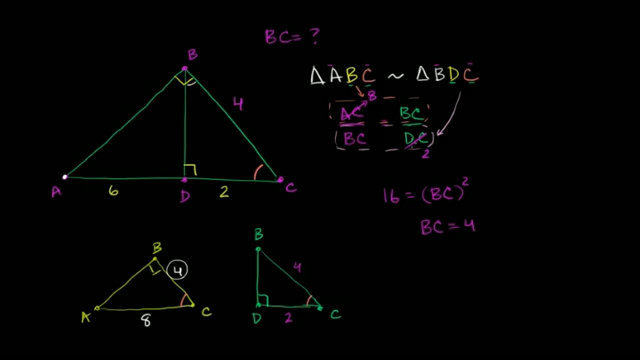 BC = ?
B
ΔABC ~ ΔBDC
4
8
AC = BC
BC DC
2
A 6 D 2 C
16 = (BC)²
BC = 4
B
4
A 8 C
B
4
D 2 C